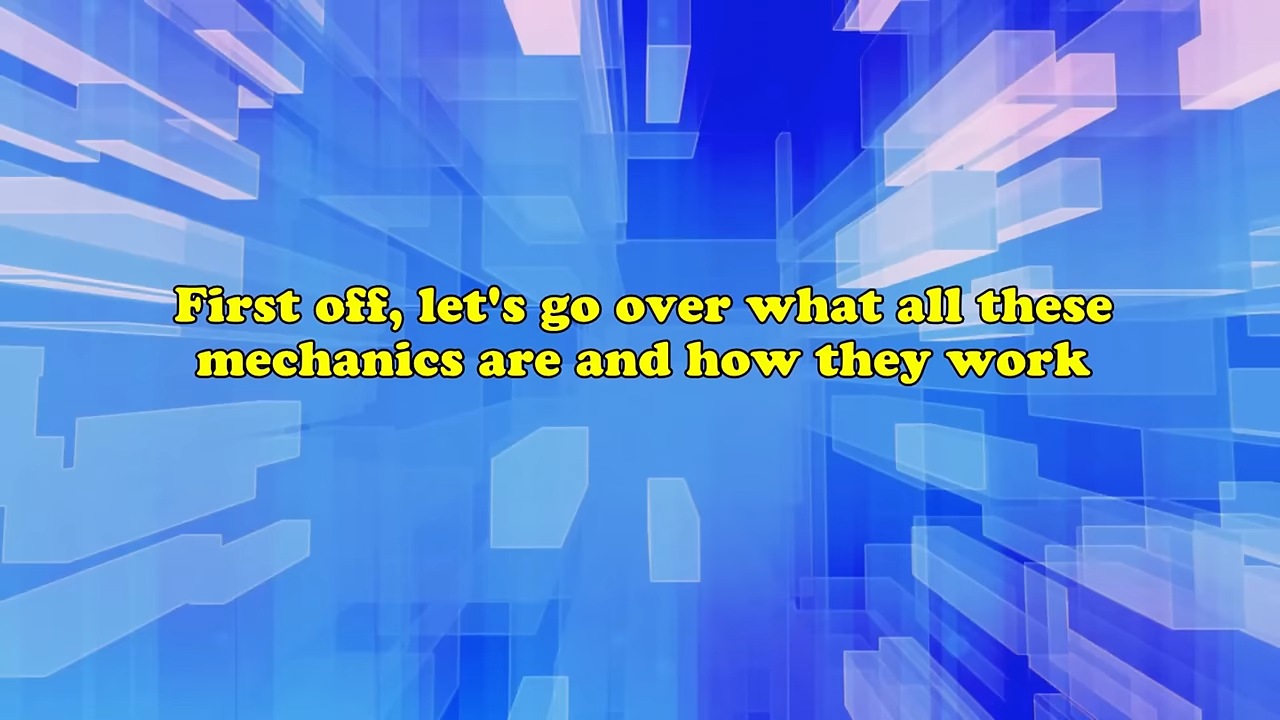 First off, let's go over what all these
mechanics are and how they work